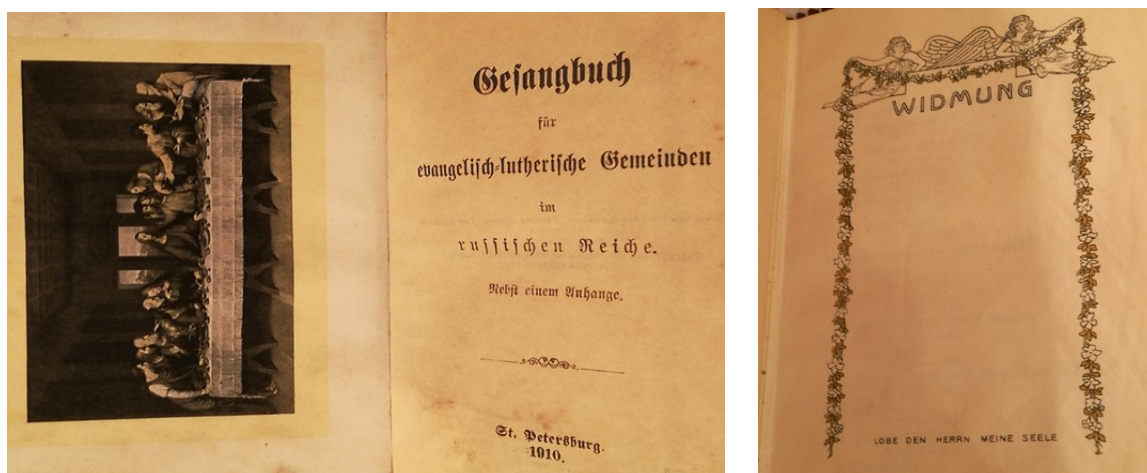 Gesangbuch
für
evangelisch-lutherische Gemeinden
im
russischen Reiche.
Nebst einem Anhange.
St. Petersburg.
1910.
WIDMUNG
LOBE DEN HERRN MEINE SEELE